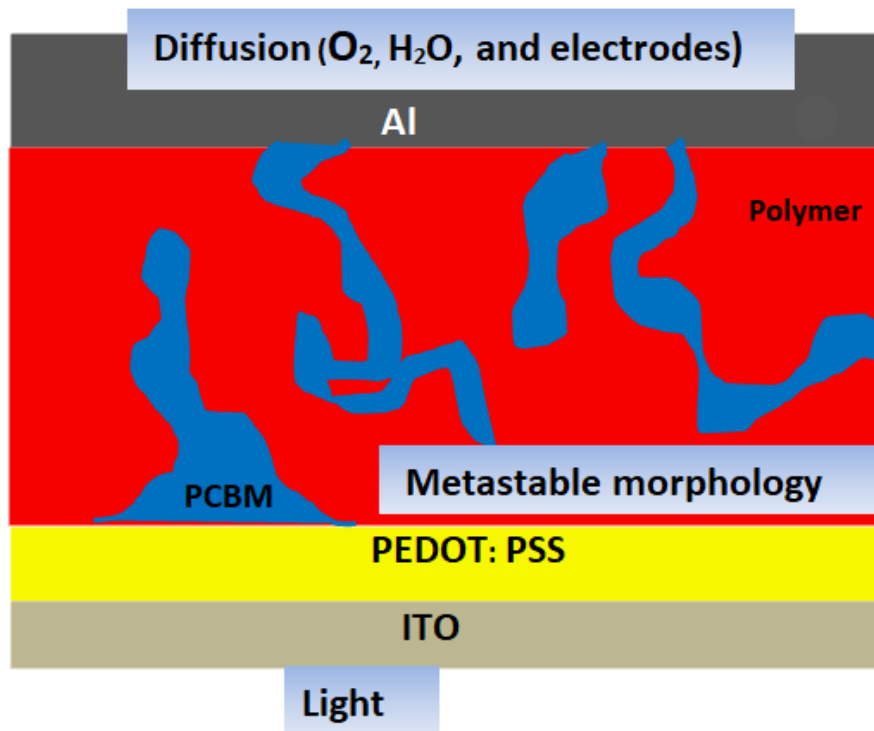 Diffusion (O₂, H₂O, and electrodes)
Al
Polymer
Metastable morphology
PCBM
PEDOT: PSS
ITO
Light